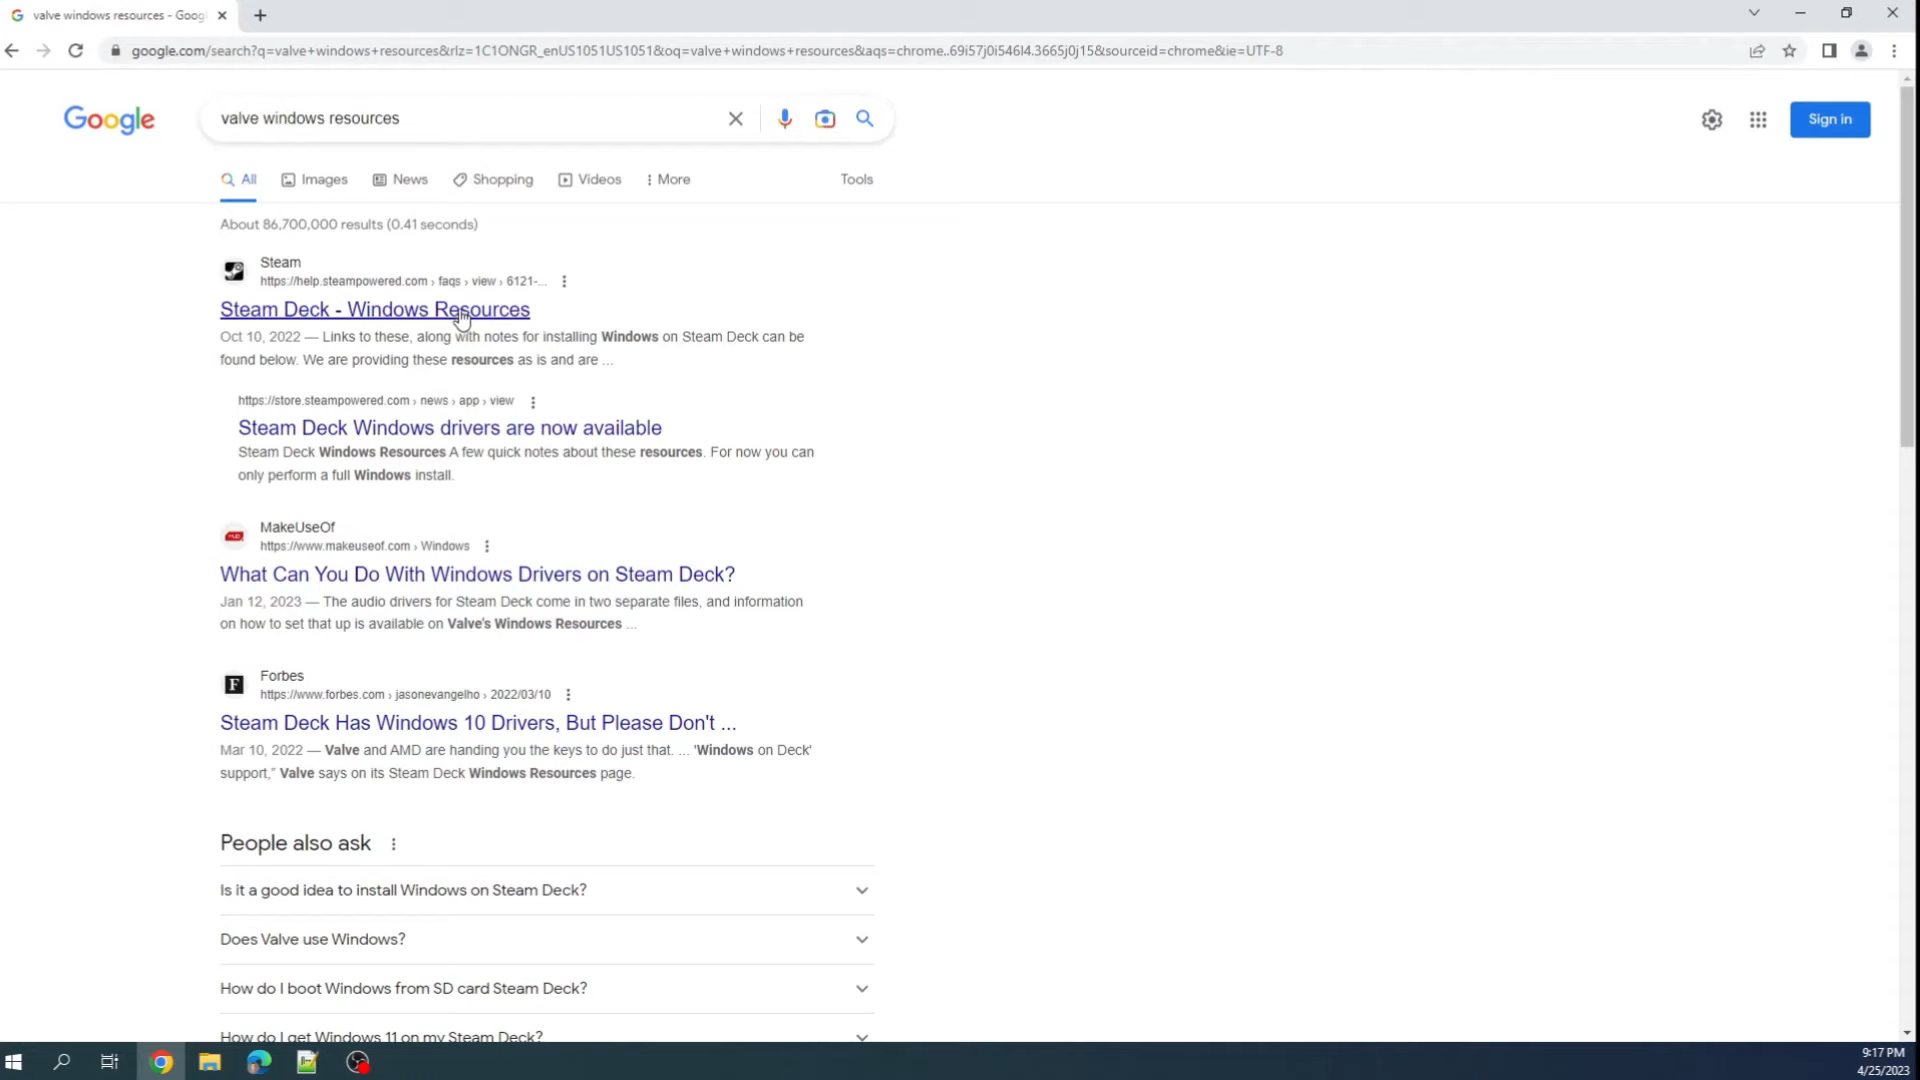 valve windows resources - Goog
google.com/search?q=valve+windows+resources&rlz=1C1ONGR_enUS1051US1051&oq=valve+windows+resources&aqs=chrome..69i57j0i546l4.3665j0j15&sourceid=chrome&ie=UTF-8
Google
valve windows resources
Sign in
All Images News Shopping Videos More Tools
About 86,700,000 results (0.41 seconds)
Steam
https://help.steampowered.com › faqs › view › 6121-...
Steam Deck - Windows Resources
Oct 10, 2022 — Links to these, along with notes for installing Windows on Steam Deck can be
found below. We are providing these resources as is and are ...
https://store.steampowered.com › news › app › view
Steam Deck Windows drivers are now available
Steam Deck Windows Resources A few quick notes about these resources. For now you can
only perform a full Windows install.
MakeUseOf
https://www.makeuseof.com › Windows
What Can You Do With Windows Drivers on Steam Deck?
Jan 12, 2023 — The audio drivers for Steam Deck come in two separate files, and information
on how to set that up is available on Valve's Windows Resources ...
Forbes
https://www.forbes.com › jasonevangelho › 2022/03/10
Steam Deck Has Windows 10 Drivers, But Please Don't ...
Mar 10, 2022 — Valve and AMD are handing you the keys to do just that. ... 'Windows on Deck'
support,” Valve says on its Steam Deck Windows Resources page.
People also ask
Is it a good idea to install Windows on Steam Deck?
Does Valve use Windows?
How do I boot Windows from SD card Steam Deck?
How do I get Windows 11 on my Steam Deck?
9:17 PM
4/25/2023